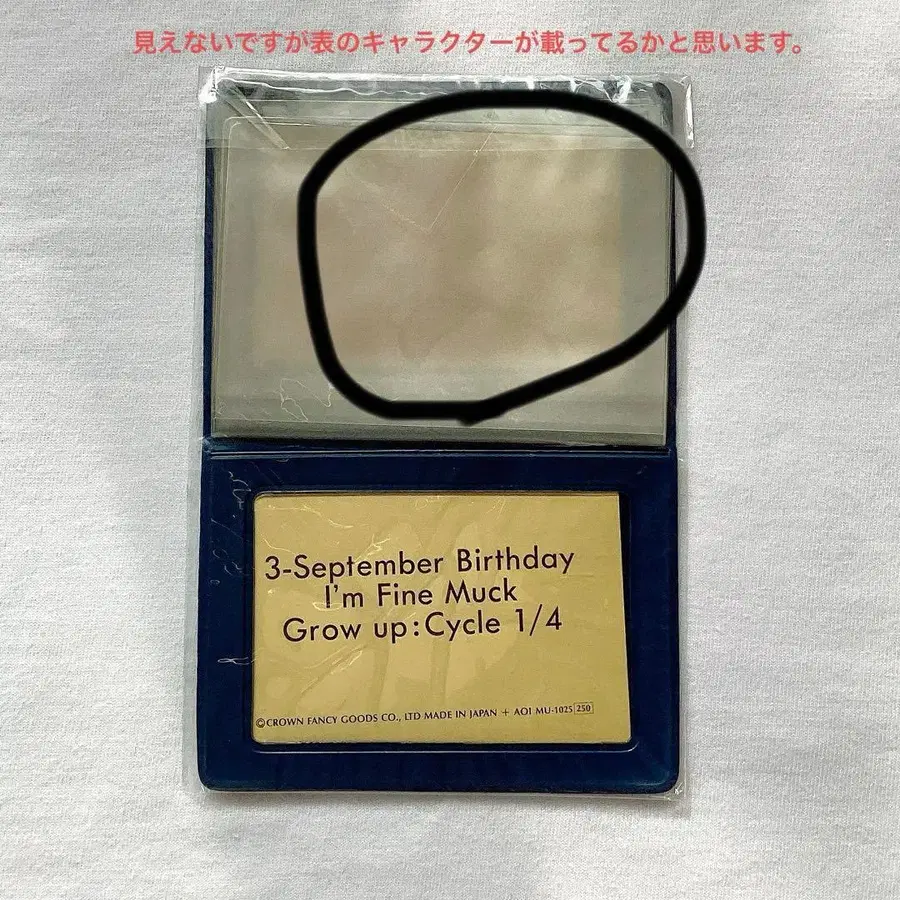 見えないですが表のキャラクターが載ってるかと思います。
3-September Birthday
I'm Fine Muck
Grow up:Cycle 1/4
©CROWN FANCY GOODS CO., LTD MADE IN JAPAN + AO1 MU-1025 250